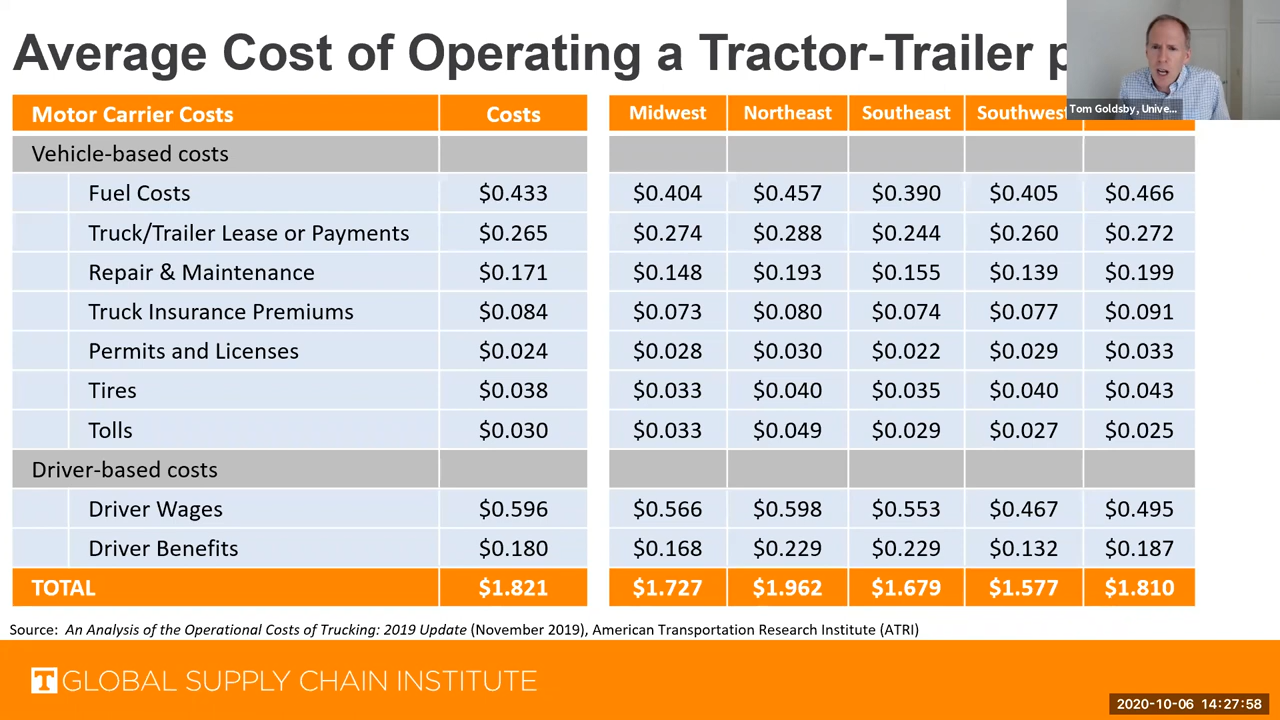 Average Cost of Operating a Tractor-Trailer
Tom Goldsby, Unive...
Motor Carrier Costs Costs Midwest Northeast Southeast Southwest
Vehicle-based costs
Fuel Costs $0.433 $0.404 $0.457 $0.390 $0.405 $0.466
Truck/Trailer Lease or Payments $0.265 $0.274 $0.288 $0.244 $0.260 $0.272
Repair & Maintenance $0.171 $0.148 $0.193 $0.155 $0.139 $0.199
Truck Insurance Premiums $0.084 $0.073 $0.080 $0.074 $0.077 $0.091
Permits and Licenses $0.024 $0.028 $0.030 $0.022 $0.029 $0.033
Tires $0.038 $0.033 $0.040 $0.035 $0.040 $0.043
Tolls $0.030 $0.033 $0.049 $0.029 $0.027 $0.025
Driver-based costs
Driver Wages $0.596 $0.566 $0.598 $0.553 $0.467 $0.495
Driver Benefits $0.180 $0.168 $0.229 $0.229 $0.132 $0.187
TOTAL $1.821 $1.727 $1.962 $1.679 $1.577 $1.810
Source: An Analysis of the Operational Costs of Trucking: 2019 Update (November 2019), American Transportation Research Institute (ATRI)
T GLOBAL SUPPLY CHAIN INSTITUTE
2020-10-06 14:27:58